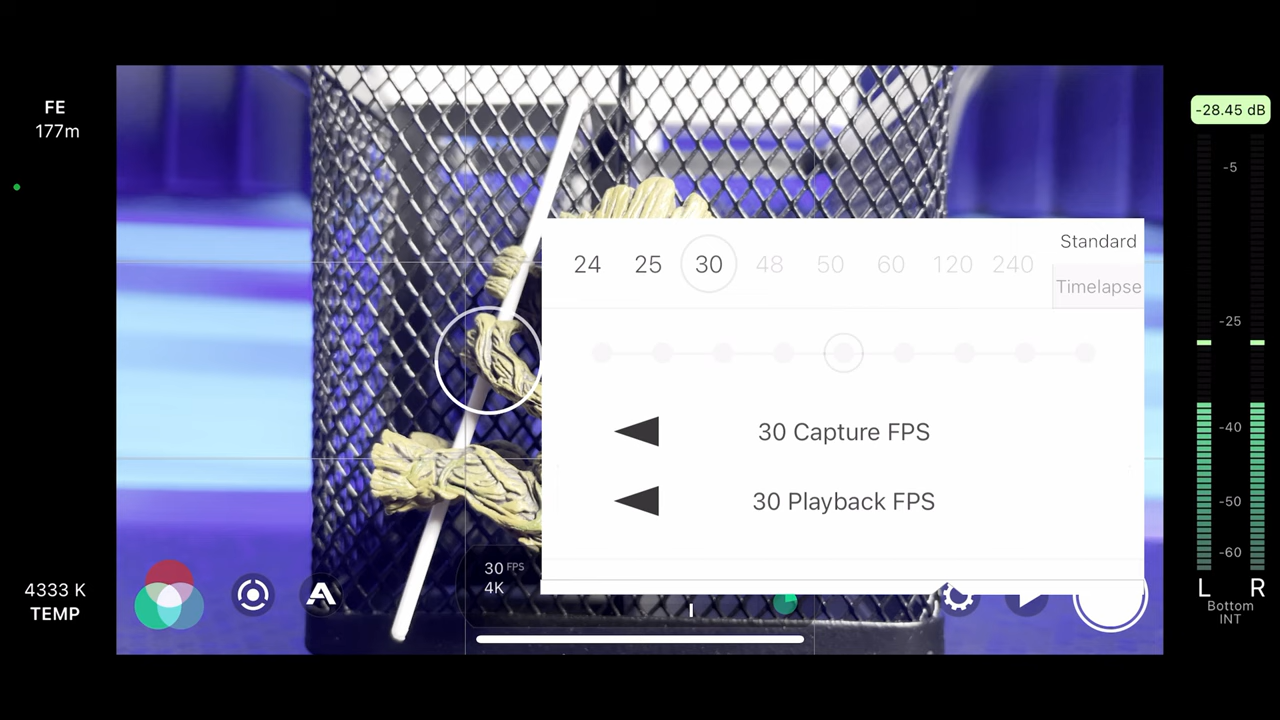 FE
177m
-28.45 dB
-5
24 25 30 48 50 60 120 240
Standard
Timelapse
-25
30 Capture FPS
-40
30 Playback FPS
-50
-60
30 FPS
4K
4333 K
TEMP
A
L R
Bottom
INT